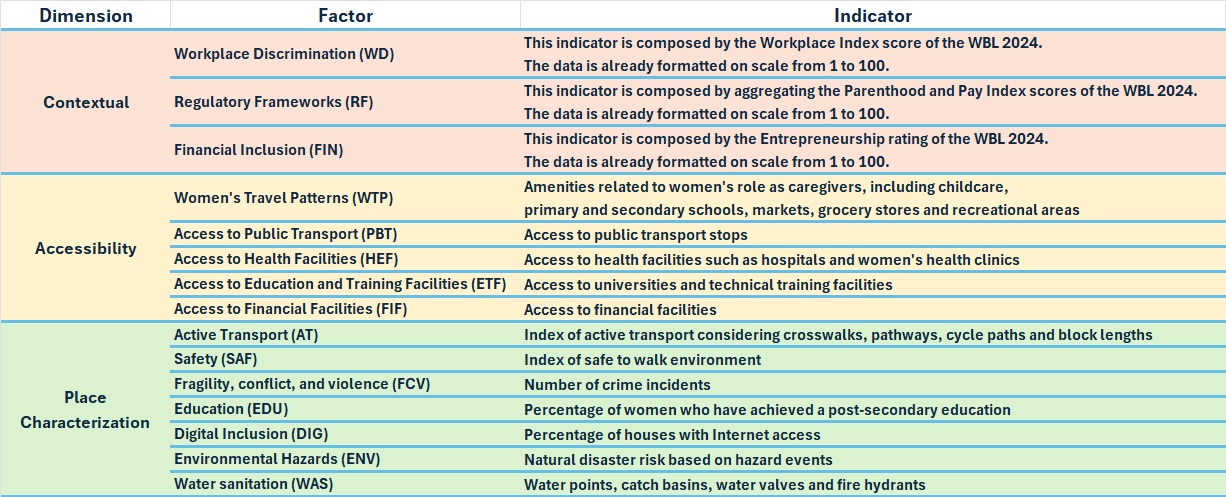 Dimension Factor Indicator
Contextual
Workplace Discrimination (WD)
This indicator is composed by the Workplace Index score of the WBL 2024.
The data is already formatted on scale from 1 to 100.
Regulatory Frameworks (RF)
This indicator is composed by aggregating the Parenthood and Pay Index scores of the WBL 2024.
The data is already formatted on scale from 1 to 100.
Financial Inclusion (FIN)
This indicator is composed by the Entrepreneurship rating of the WBL 2024.
The data is already formatted on scale from 1 to 100.
Accessibility
Women's Travel Patterns (WTP)
Amenities related to women's role as caregivers, including childcare,
primary and secondary schools, markets, grocery stores and recreational areas
Access to Public Transport (PBT) Access to public transport stops
Access to Health Facilities (HEF) Access to health facilities such as hospitals and women's health clinics
Access to Education and Training Facilities (ETF) Access to universities and technical training facilities
Access to Financial Facilities (FIF) Access to financial facilities
Place
Characterization
Active Transport (AT) Index of active transport considering crosswalks, pathways, cycle paths and block lengths
Safety (SAF) Index of safe to walk environment
Fragility, conflict, and violence (FCV) Number of crime incidents
Education (EDU) Percentage of women who have achieved a post-secondary education
Digital Inclusion (DIG) Percentage of houses with Internet access
Environmental Hazards (ENV) Natural disaster risk based on hazard events
Water sanitation (WAS) Water points, catch basins, water valves and fire hydrants